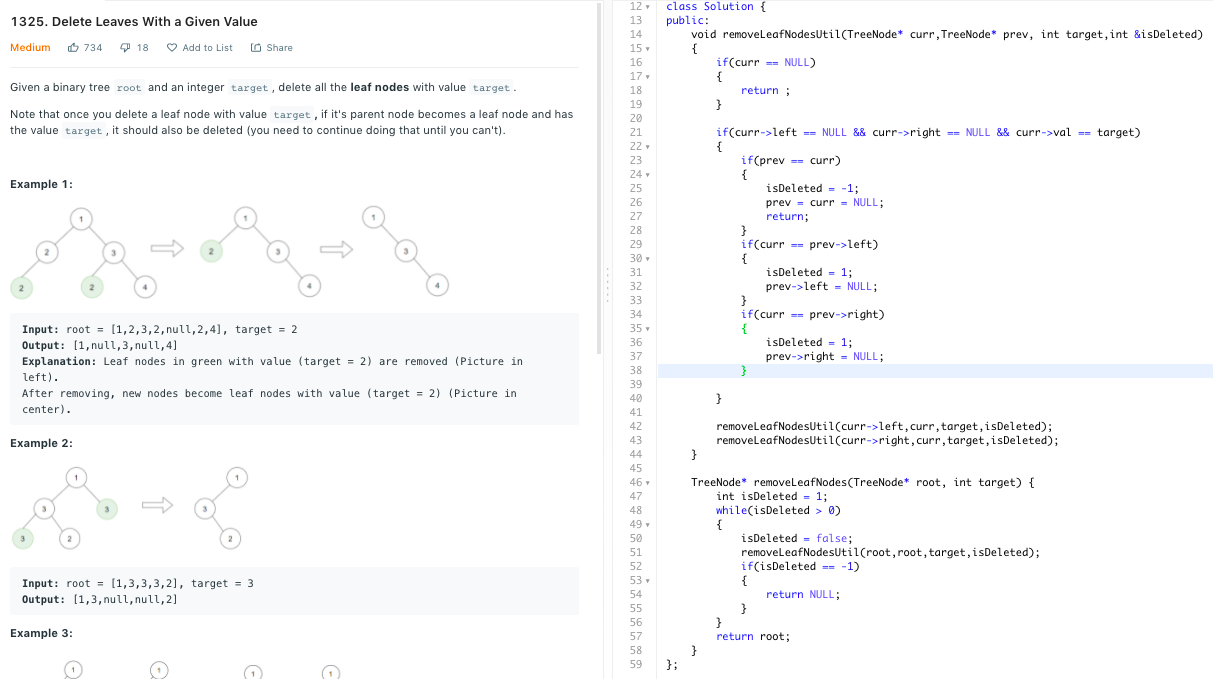 1325. Delete Leaves With a Given Value
Medium 734 18 Add to List Share
Given a binary tree root and an integer target, delete all the leaf nodes with value target.
Note that once you delete a leaf node with value target, if it's parent node becomes a leaf node and has
the value target, it should also be deleted (you need to continue doing that until you can't).
Example 1:
1 1 1
2 3 2 3 3
2 2 4 4 4
Input: root = [1,2,3,2,null,2,4], target = 2
Output: [1,null,3,null,4]
Explanation: Leaf nodes in green with value (target = 2) are removed (Picture in
left).
After removing, new nodes become leaf nodes with value (target = 2) (Picture in
center).
Example 2:
1 1
3 3 3
3 2 2
Input: root = [1,3,3,3,2], target = 3
Output: [1,3,null,null,2]
Example 3:
1 1 1 1
12 class Solution {
13 public:
14 void removeLeafNodesUtil(TreeNode* curr,TreeNode* prev, int target,int &isDeleted)
15 {
16 if(curr == NULL)
17 {
18 return ;
19 }
20
21 if(curr->left == NULL && curr->right == NULL && curr->val == target)
22 {
23 if(prev == curr)
24 {
25 isDeleted = -1;
26 prev = curr = NULL;
27 return;
28 }
29 if(curr == prev->left)
30 {
31 isDeleted = 1;
32 prev->left = NULL;
33 }
34 if(curr == prev->right)
35 {
36 isDeleted = 1;
37 prev->right = NULL;
38 }
39
40 }
41
42 removeLeafNodesUtil(curr->left,curr,target,isDeleted);
43 removeLeafNodesUtil(curr->right,curr,target,isDeleted);
44 }
45
46 TreeNode* removeLeafNodes(TreeNode* root, int target) {
47 int isDeleted = 1;
48 while(isDeleted > 0)
49 {
50 isDeleted = false;
51 removeLeafNodesUtil(root,root,target,isDeleted);
52 if(isDeleted == -1)
53 {
54 return NULL;
55 }
56 }
57 return root;
58 }
59 };